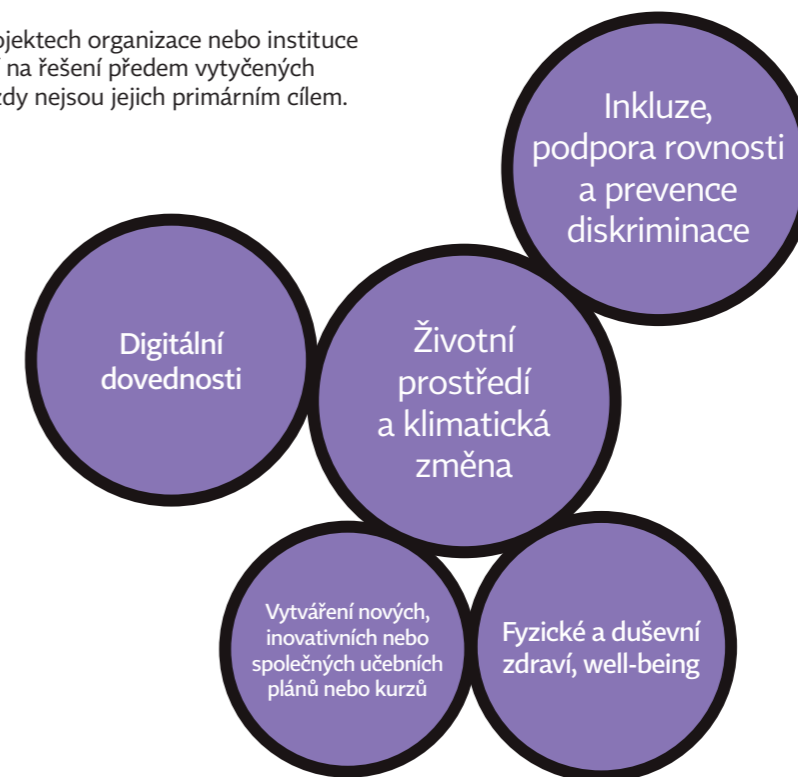 ojektech organizace nebo instituce
na řešení předem vytyčených
zdy nejsou jejich primárním cílem.
Inkluze,
podpora rovnosti
a prevence
diskriminace
Digitální
dovednosti
Životní
prostředí
a klimatická
změna
Vytváření nových,
inovativních nebo
společných učebních
plánů nebo kurzů
Fyzické a duševní
zdraví, well-being